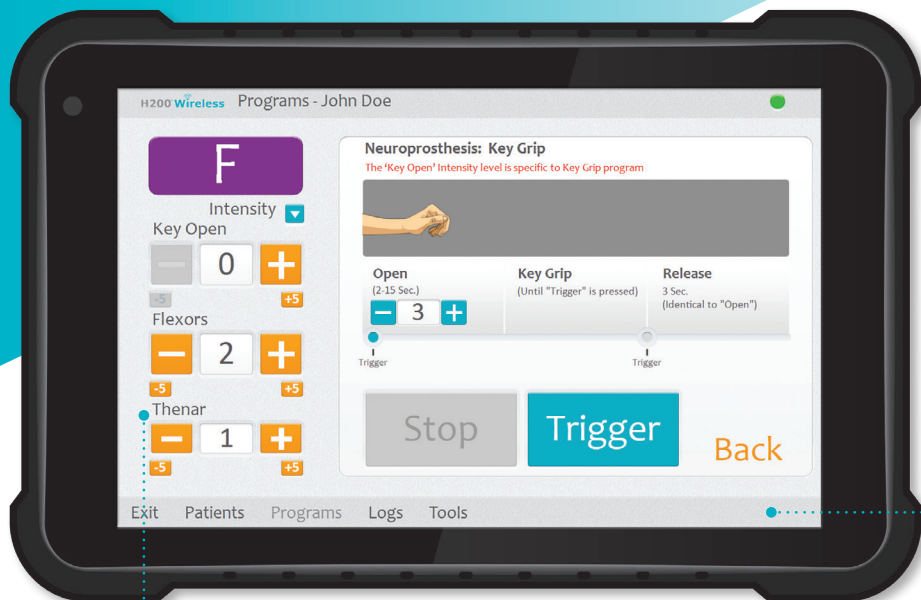 H200 Wireless Programs - John Doe
F
Intensity
Key Open
− 0 +
-5 +5
Flexors
− 2 +
-5 +5
Thenar
− 1 +
-5 +5
Neuroprosthesis: Key Grip
The 'Key Open' Intensity level is specific to Key Grip program
Open
(2-15 Sec.)
− 3 +
Key Grip
(Until "Trigger" is pressed)
Release
3 Sec.
(Identical to "Open")
Trigger
Trigger
Stop
Trigger
Back
Exit Patients Programs Logs Tools